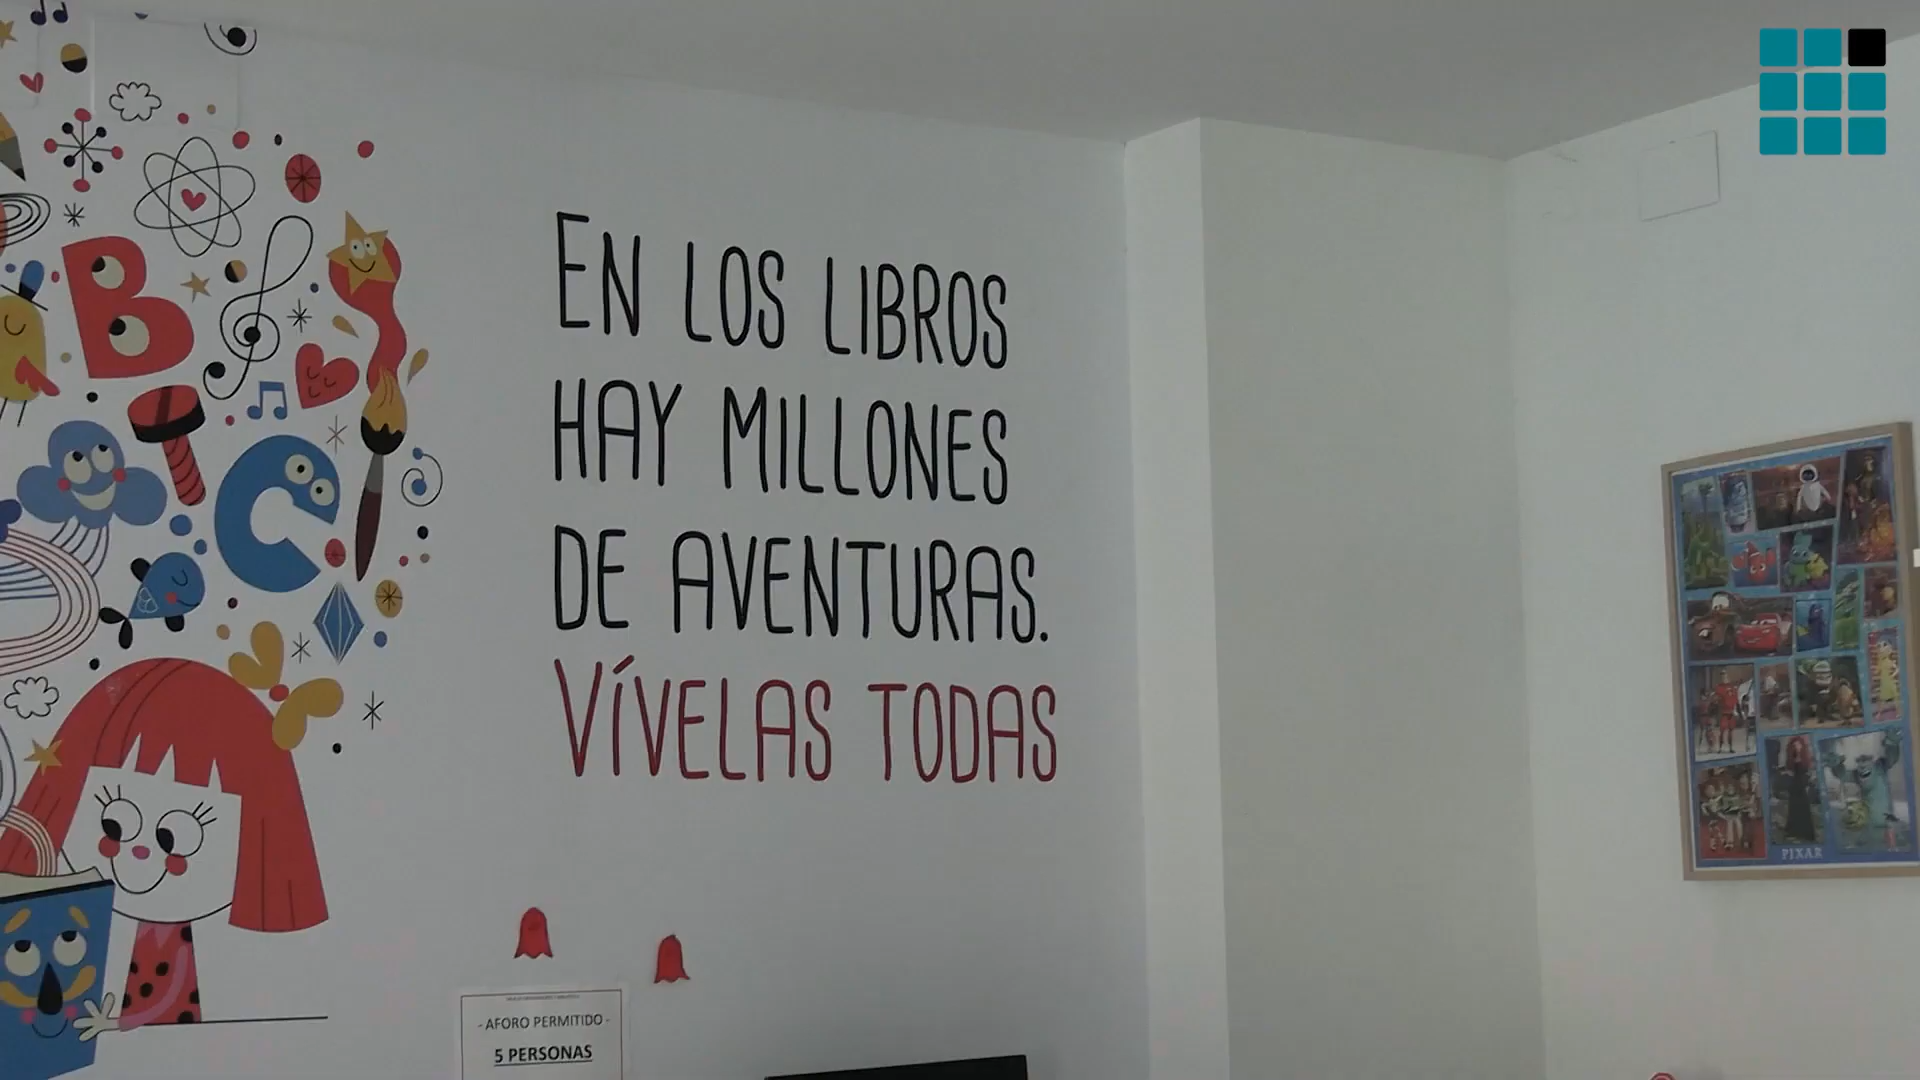 EN LOS LIBROS
HAY MILLONES
DE AVENTURAS.
VÍVELAS TODAS
B
C
PIXAR
- AFORO PERMITIDO -
5 PERSONAS